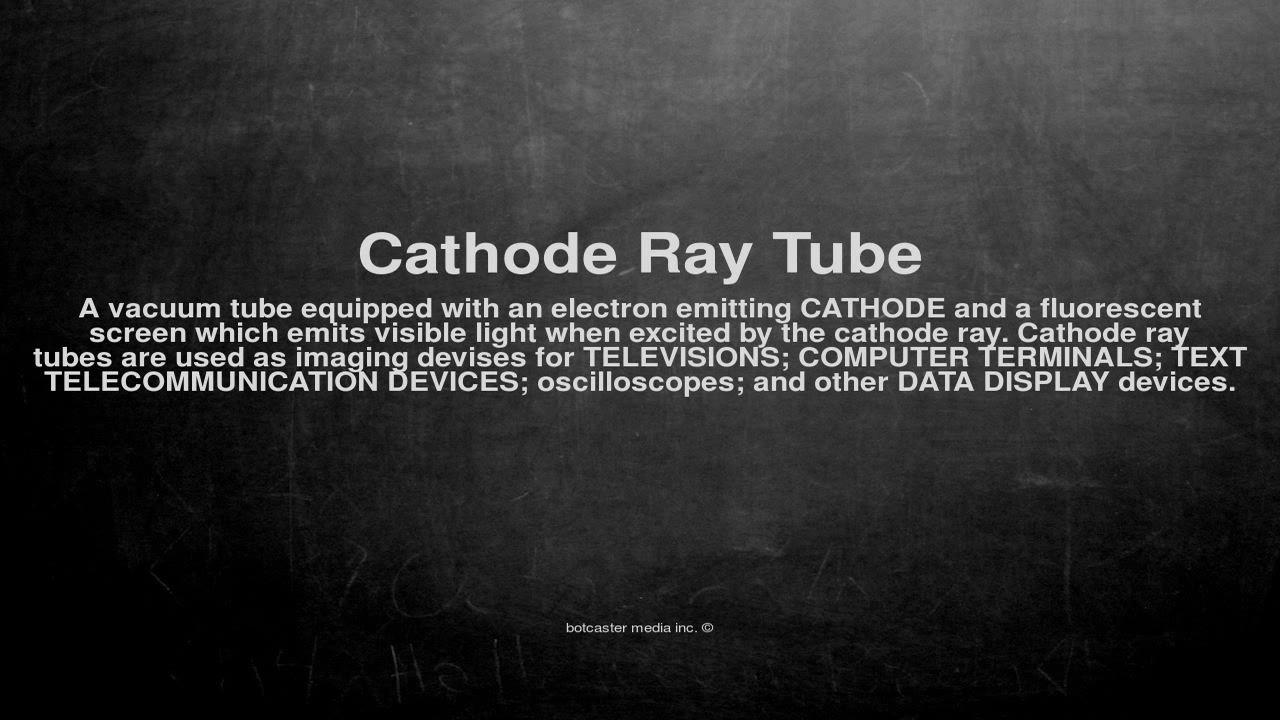 Cathode Ray Tube
A vacuum tube equipped with an electron emitting CATHODE and a fluorescent
screen which emits visible light when excited by the cathode ray. Cathode ray
tubes are used as imaging devises for TELEVISIONS; COMPUTER TERMINALS; TEXT
TELECOMMUNICATION DEVICES; oscilloscopes; and other DATA DISPLAY devices.
botcaster media inc. ©